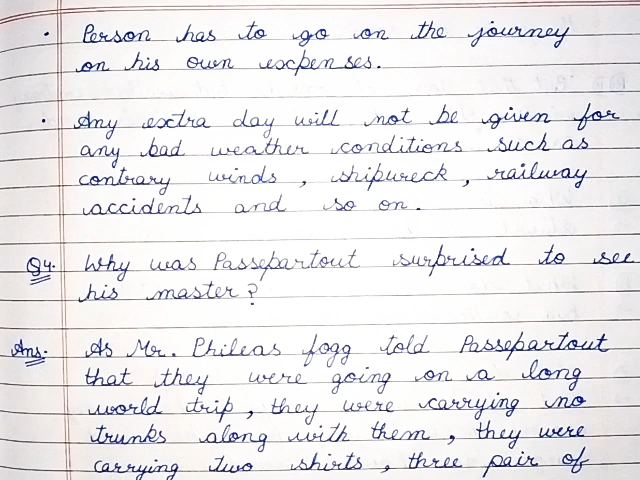 • Person has to go on the journey
on his own expenses.
• Any extra day will not be given for
any bad weather conditions such as
contrary winds, shipureck, railway
accidents and so on.
Q4. Why was Passepartout surprised to see
his master?
Ans. As Mr. Phileas fogg told Passepartout
that they were going on a long
world trip, they were carrying no
trunks along with them, they were
carrying two shirts, three pair of